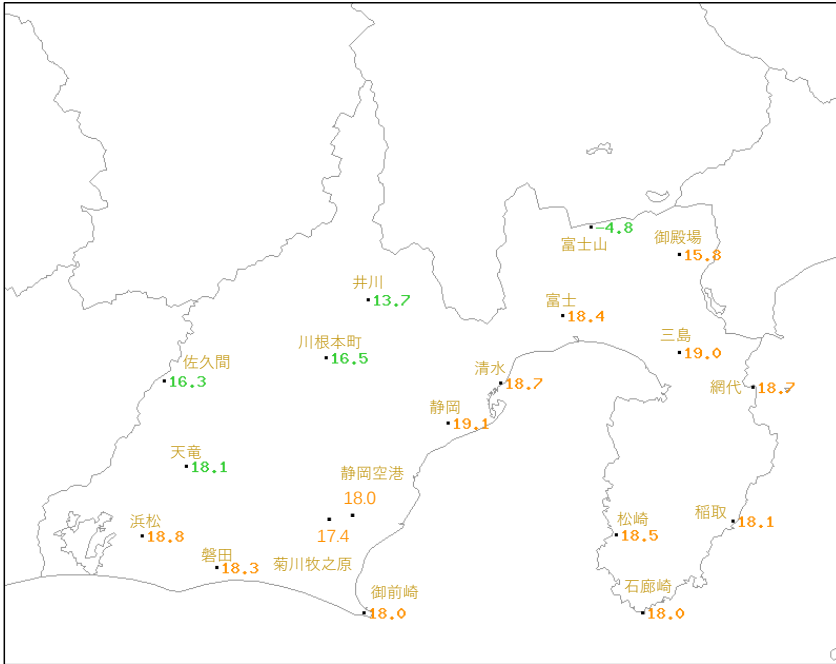 富士山
-4.8
御殿場
15.8
井川
13.7
富士
18.4
川根本町
16.5
三島
19.0
佐久間
16.3
清水
18.7
網代
18.7
静岡
19.1
天竜
18.1
静岡空港
18.0
浜松
18.8
菊川牧之原
17.4
松崎
18.5
稲取
18.1
磐田
18.3
御前崎
18.0
石廊崎
18.0